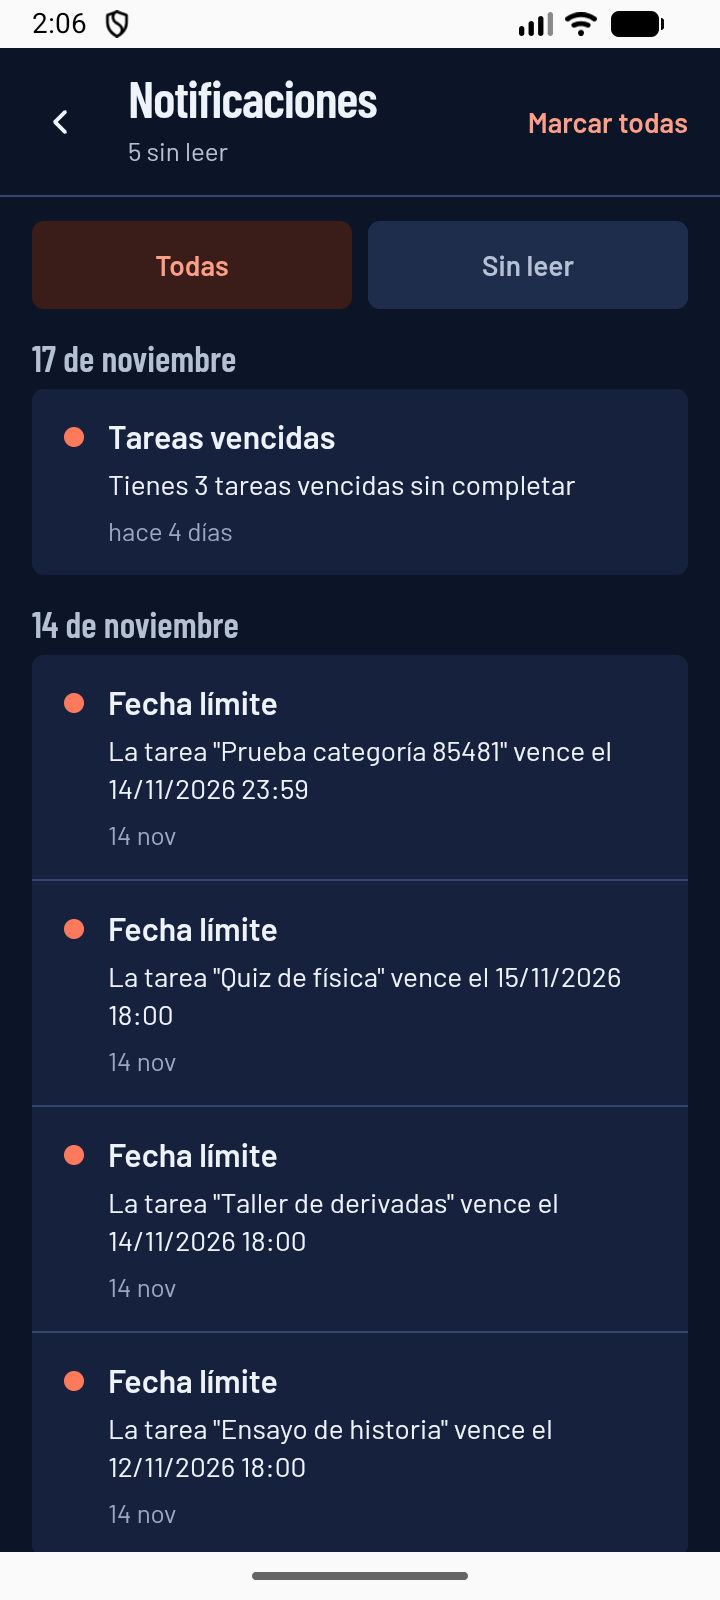 2:06
Notificaciones
5 sin leer
Marcar todas
Todas
Sin leer
17 de noviembre
Tareas vencidas
Tienes 3 tareas vencidas sin completar
hace 4 días
14 de noviembre
Fecha límite
La tarea "Prueba categoría 85481" vence el
14/11/2026 23:59
14 nov
Fecha límite
La tarea "Quiz de física" vence el 15/11/2026
18:00
14 nov
Fecha límite
La tarea "Taller de derivadas" vence el
14/11/2026 18:00
14 nov
Fecha límite
La tarea "Ensayo de historia" vence el
12/11/2026 18:00
14 nov